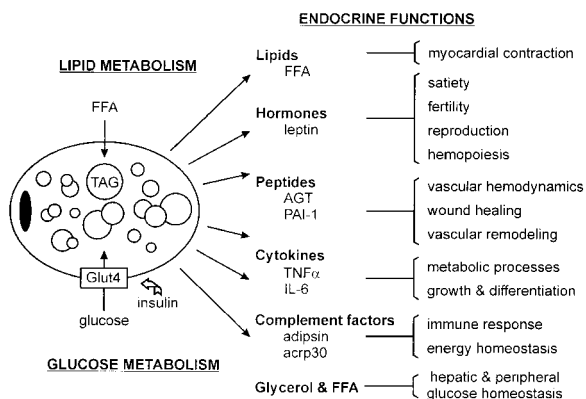 ENDOCRINE FUNCTIONS
LIPID METABOLISM
FFA
TAG
Glut4
insulin
glucose
GLUCOSE METABOLISM
Lipids
FFA
myocardial contraction
Hormones
leptin
satiety
fertility
reproduction
hemopoiesis
Peptides
AGT
PAI-1
vascular hemodynamics
wound healing
vascular remodeling
Cytokines
TNFα
IL-6
metabolic processes
growth & differentiation
Complement factors
adipsin
acrp30
immune response
energy homeostasis
Glycerol & FFA
hepatic & peripheral
glucose homeostasis